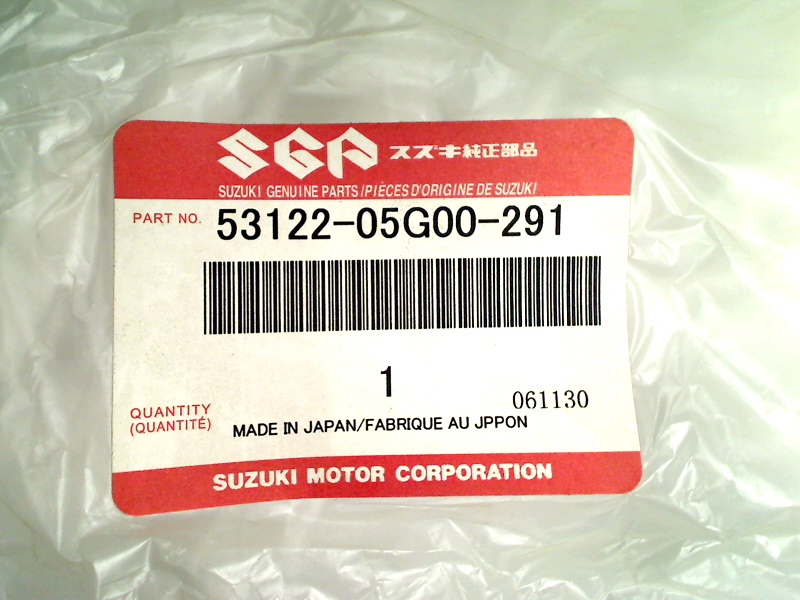 SGP スズキ純正部品
SUZUKI GENUINE PARTS/PIÈCES D'ORIGINE DE SUZUKI
PART NO. 53122-05G00-291
1
061130
QUANTITY
(QUANTITÉ)
MADE IN JAPAN/FABRIQUE AU JPPON
SUZUKI MOTOR CORPORATION